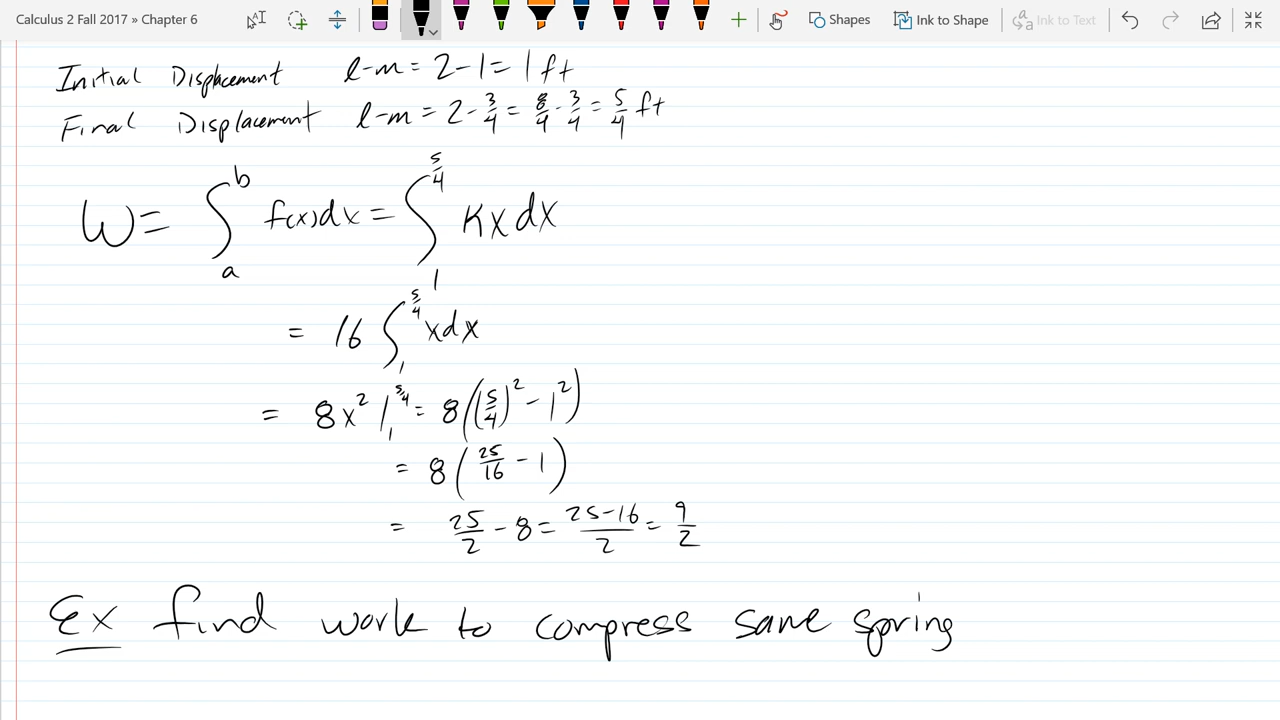 Calculus 2 Fall 2017 » Chapter 6 Shapes Ink to Shape Ink to Text
Initial Displacement l-m = 2-1 = 1 ft
Final Displacement l-m = 2 - 3/4 = 8/4 - 3/4 = 5/4 ft
W = ∫_a^b f(x)dx = ∫_1^{5/4} Kx dx
= 16 ∫_1^{5/4} x dx
= 8x² |_1^{5/4} = 8((5/4)² - 1²)
= 8(25/16 - 1)
= 25/2 - 8 = (25-16)/2 = 9/2
Ex find work to compress same spring